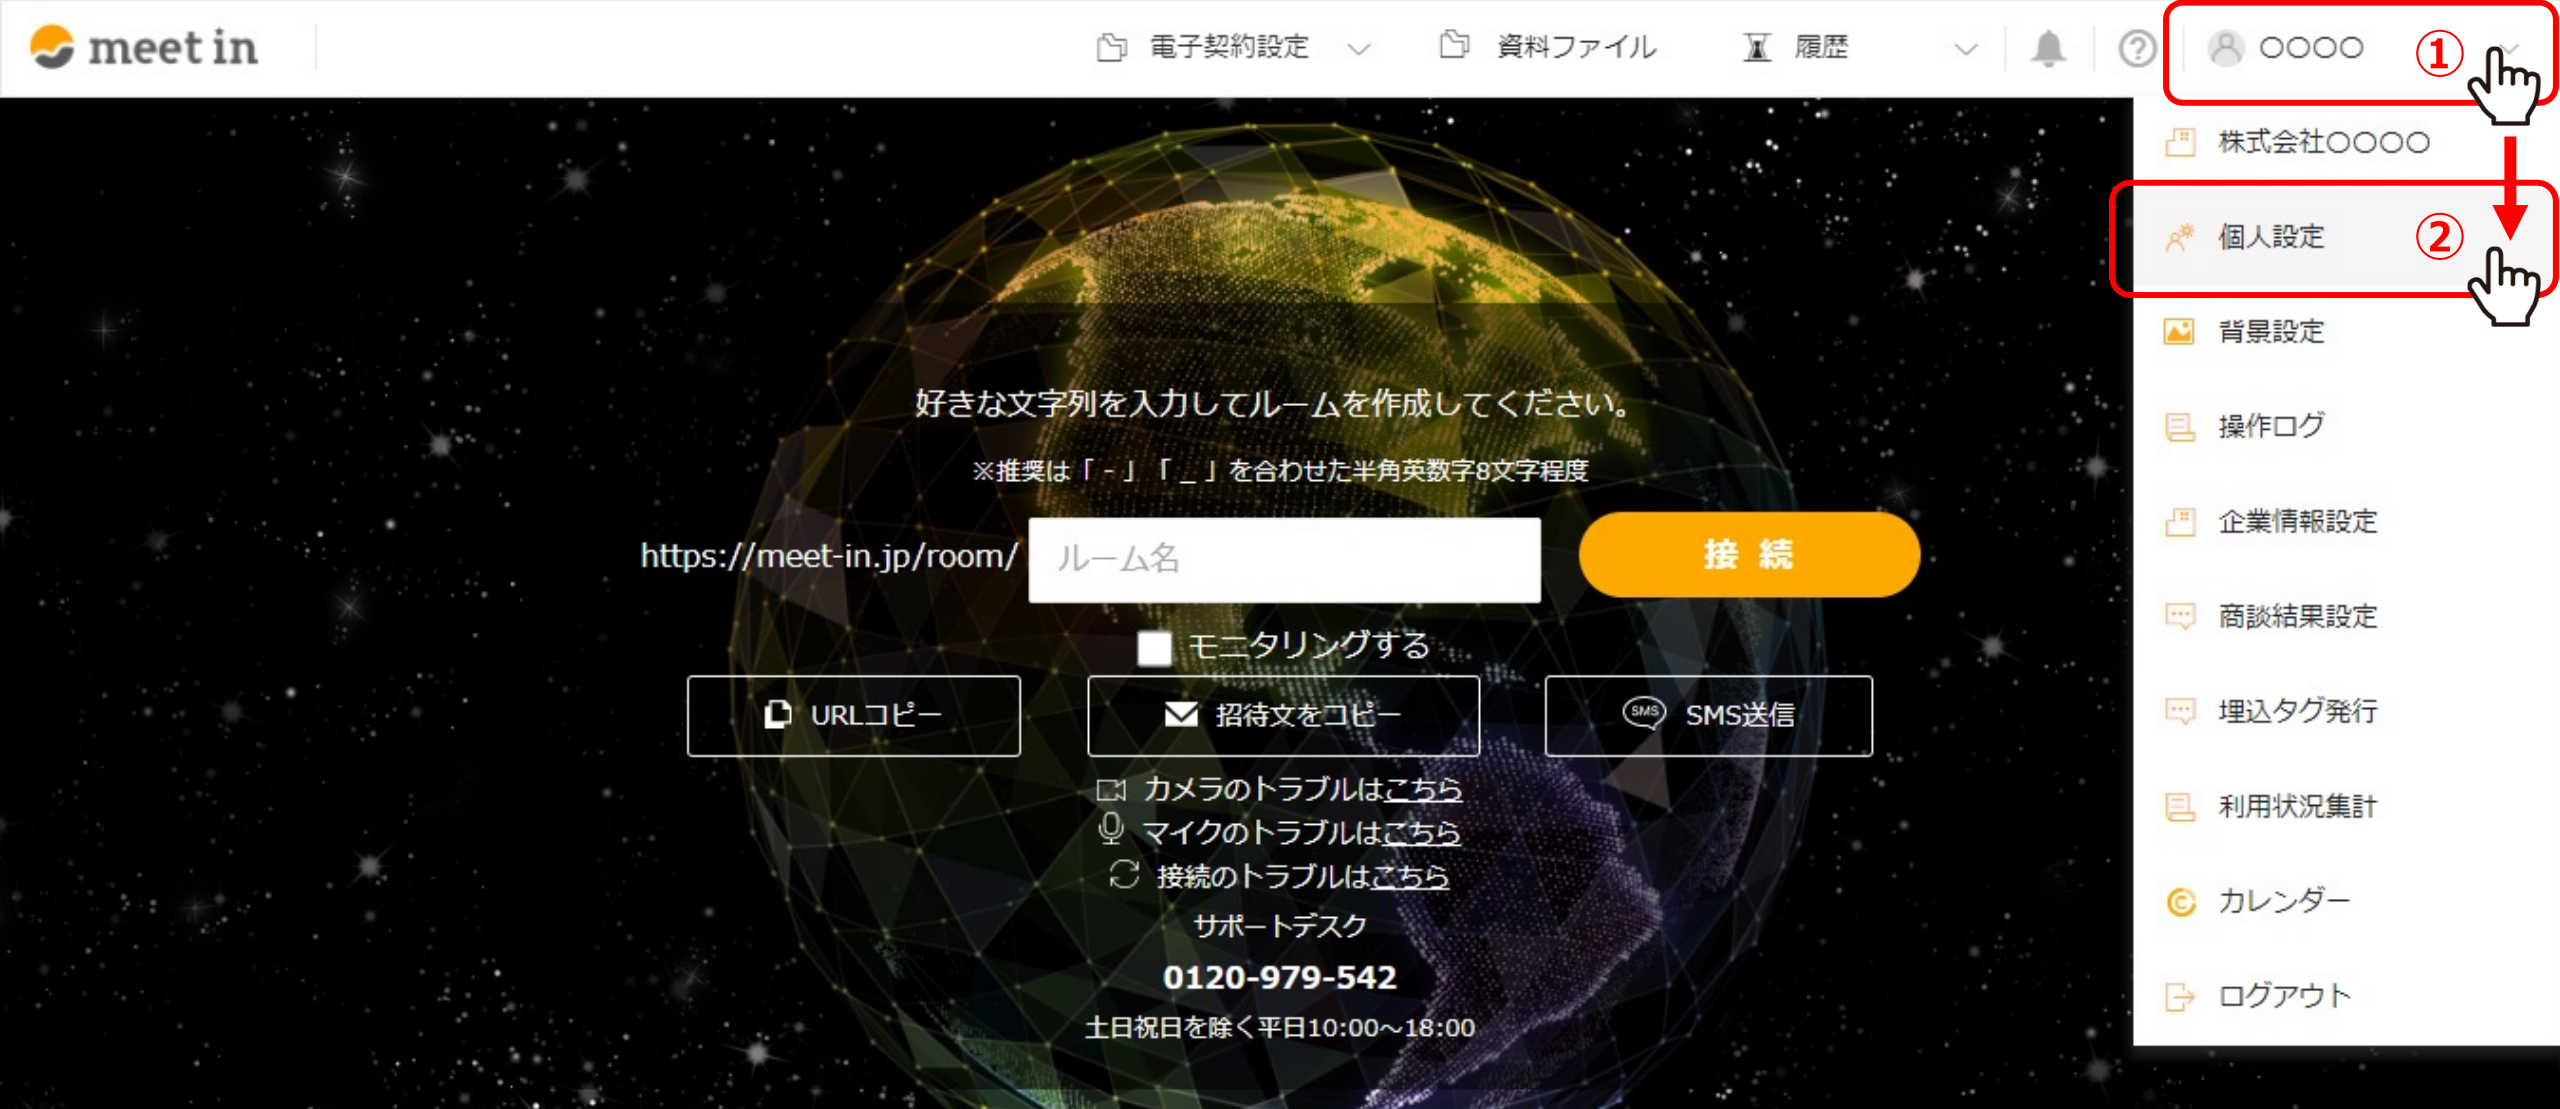 meet in
電子契約設定
資料ファイル
履歴
〇〇〇〇
①
株式会社〇〇〇〇
個人設定
②
背景設定
操作ログ
企業情報設定
商談結果設定
埋込タグ発行
利用状況集計
カレンダー
ログアウト
好きな文字列を入力してルームを作成してください。
※推奨は「 - 」「 _ 」を合わせた半角英数字8文字程度
https://meet-in.jp/room/
ルーム名
接 続
モニタリングする
URLコピー
招待文をコピー
SMS
SMS送信
カメラのトラブルはこちら
マイクのトラブルはこちら
接続のトラブルはこちら
サポートデスク
0120-979-542
土日祝日を除く平日10:00〜18:00